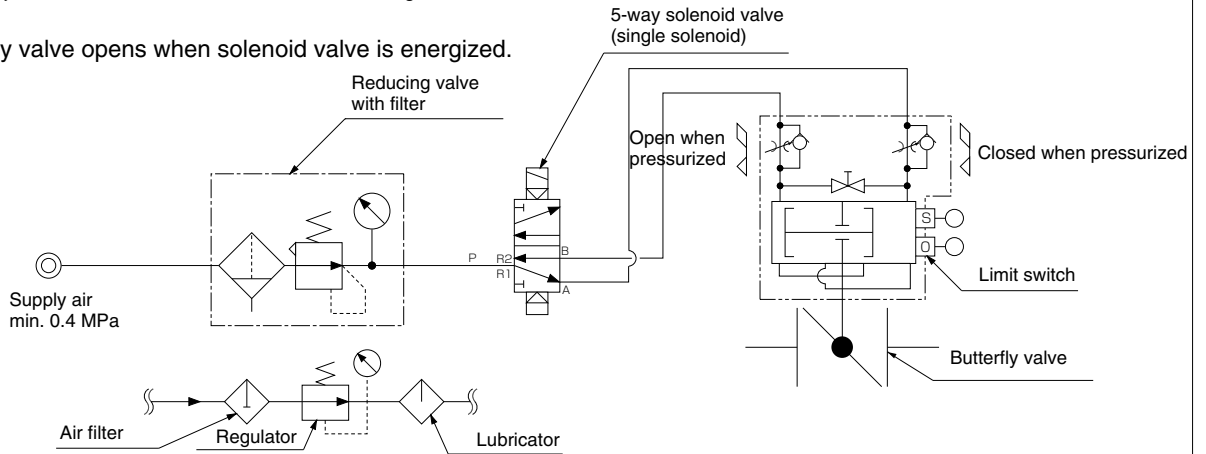 y valve opens when solenoid valve is energized.
5-way solenoid valve
(single solenoid)
Reducing valve
with filter
Open when
pressurized
Closed when pressurized
P
R2
R1
B
A
S
O
Limit switch
Supply air
min. 0.4 MPa
Butterfly valve
Air filter
Regulator
Lubricator